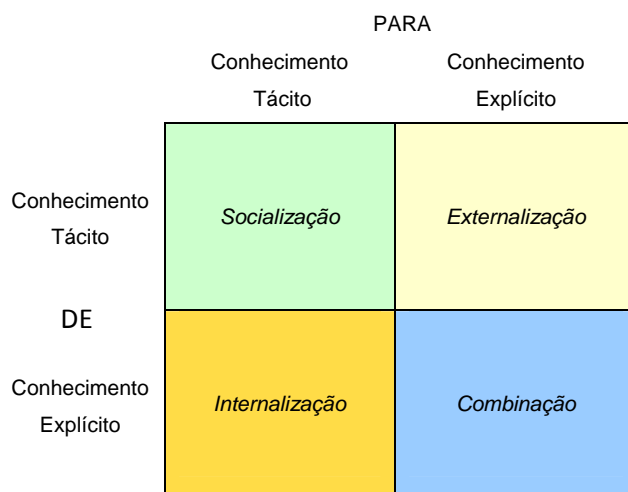 PARA
Conhecimento
Tácito
Conhecimento
Explícito
Conhecimento
Tácito
Socialização
Externalização
DE
Conhecimento
Explícito
Internalização
Combinação